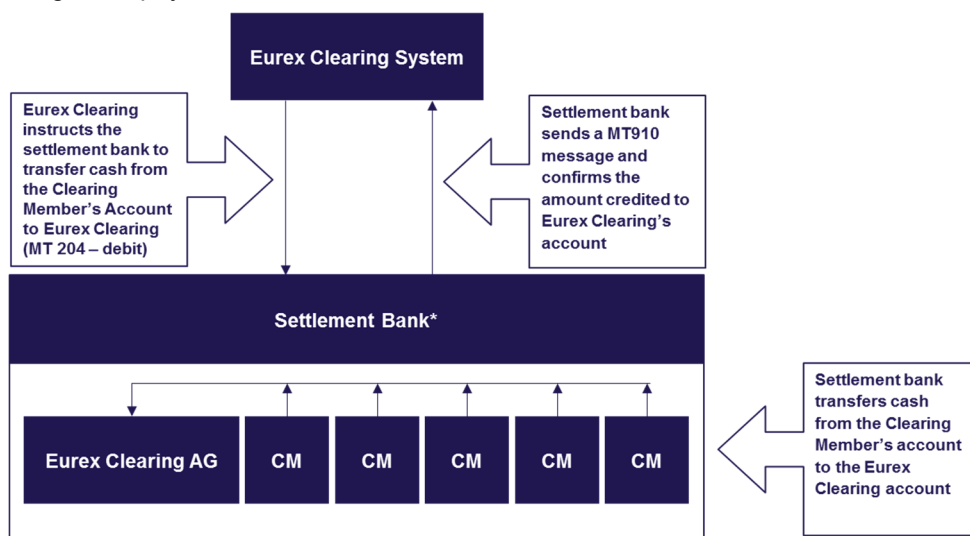 Eurex Clearing System
Eurex Clearing
instructs the
settlement bank to
transfer cash from
the Clearing
Member's Account
to Eurex Clearing
(MT 204 – debit)
Settlement bank
sends a MT910
message and
confirms the
amount credited to
Eurex Clearing's
account
Settlement Bank*
Eurex Clearing AG
CM
CM
CM
CM
CM
Settlement bank
transfers cash
from the Clearing
Member's account
to the Eurex
Clearing account